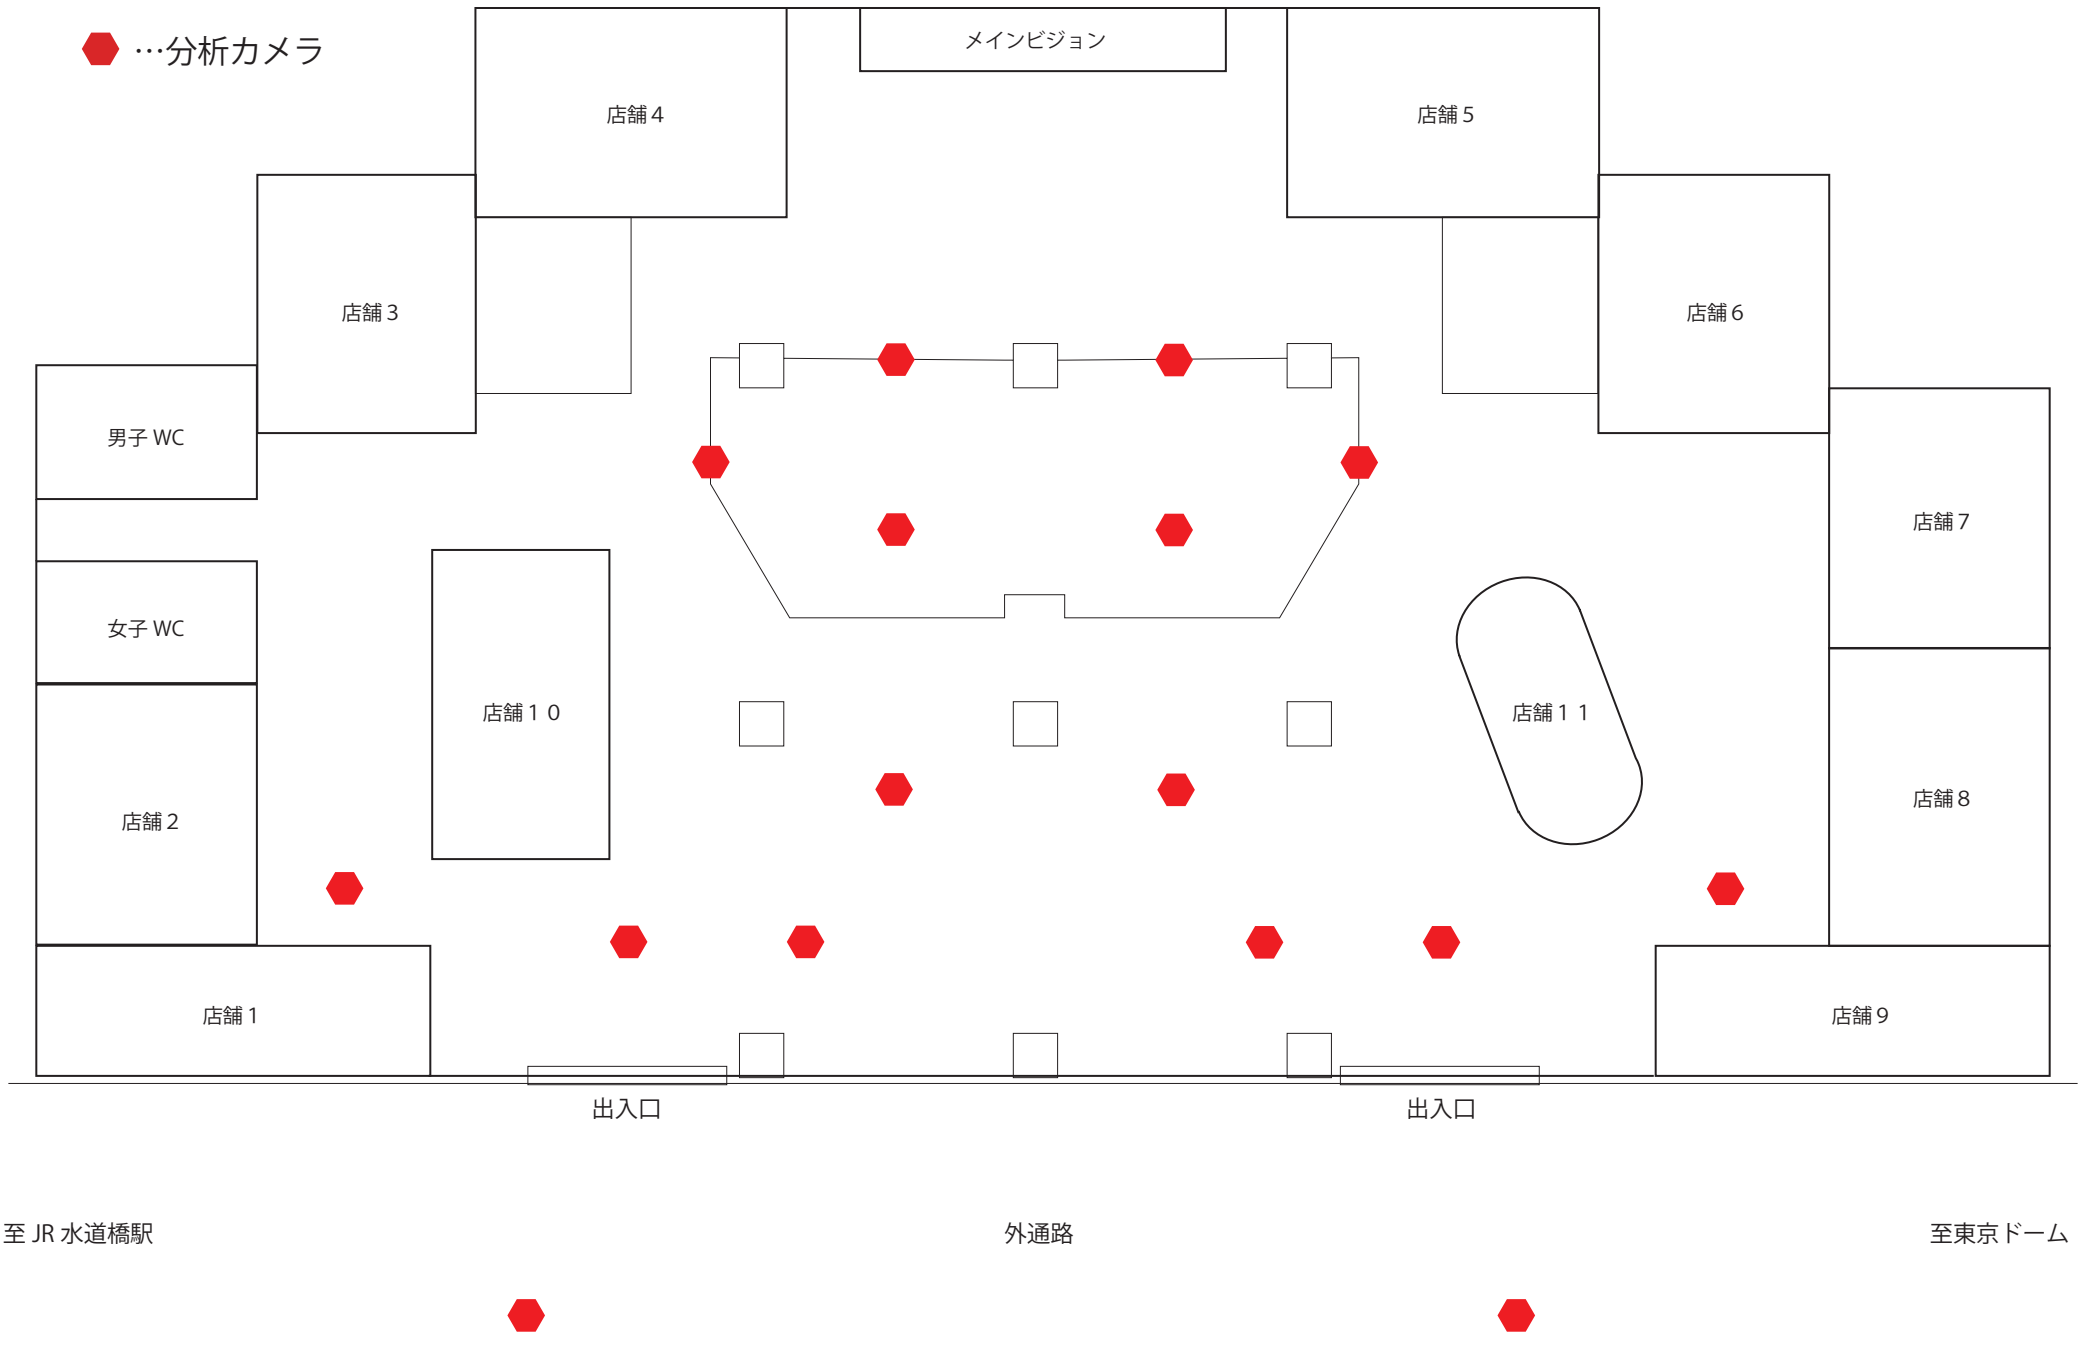 …分析カメラ
メインビジョン
店舗４
店舗５
店舗３
店舗６
男子 WC
店舗７
女子 WC
店舗１０
店舗１１
店舗２
店舗８
店舗１
店舗９
出入口
出入口
至 JR 水道橋駅
外通路
至東京ドーム